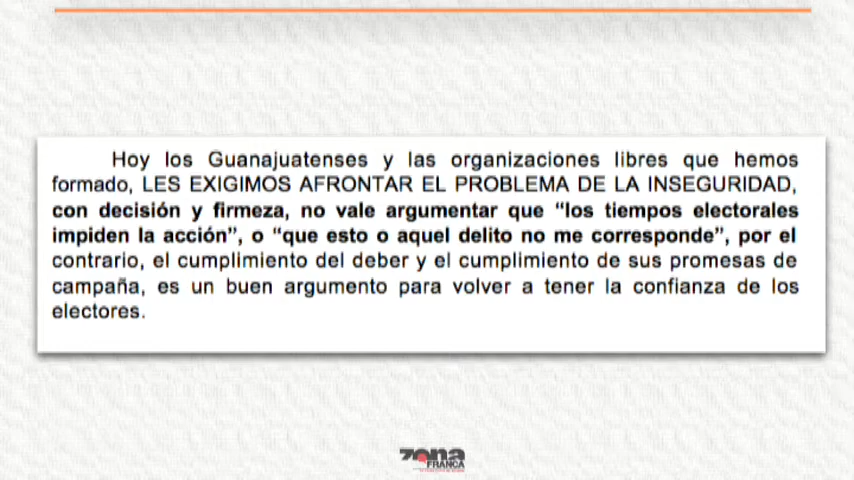 Hoy los Guanajuatenses y las organizaciones libres que hemos
formado, LES EXIGIMOS AFRONTAR EL PROBLEMA DE LA INSEGURIDAD,
con decisión y firmeza, no vale argumentar que “los tiempos electorales
impiden la acción”, o “que esto o aquel delito no me corresponde”, por el
contrario, el cumplimiento del deber y el cumplimiento de sus promesas de
campaña, es un buen argumento para volver a tener la confianza de los
electores.
zona
FRANCA